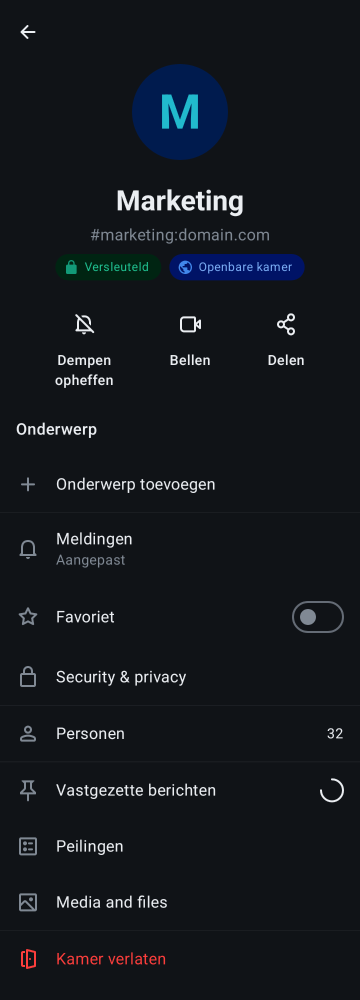 M
Marketing
#marketing:domain.com
Versleuteld
Openbare kamer
Dempen
opheffen
Bellen
Delen
Onderwerp
Onderwerp toevoegen
Meldingen
Aangepast
Favoriet
Security & privacy
Personen
32
Vastgezette berichten
Peilingen
Media and files
Kamer verlaten